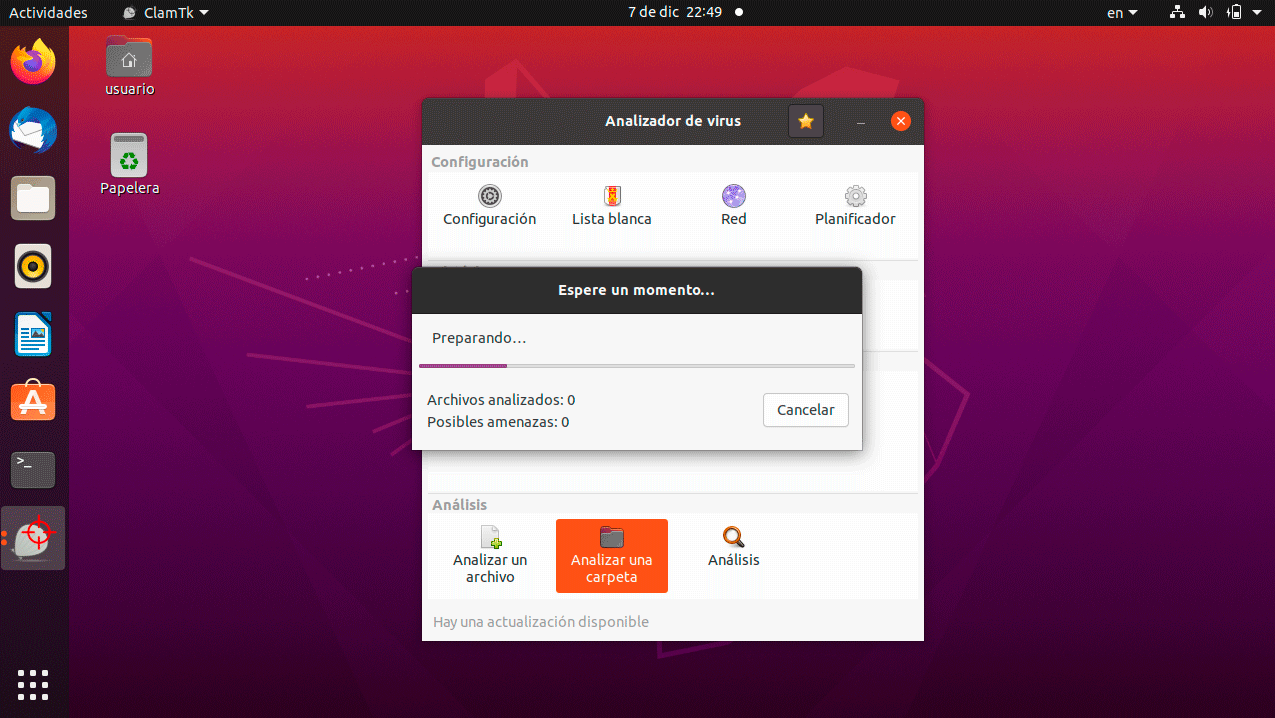 Actividades
ClamTk
7 de dic 22:49
en
usuario
Papelera
Analizador de virus
Configuración
Configuración
Lista blanca
Red
Planificador
Espere un momento...
Preparando...
Archivos analizados: 0
Posibles amenazas: 0
Cancelar
Análisis
Analizar un
archivo
Analizar una
carpeta
Análisis
Hay una actualización disponible